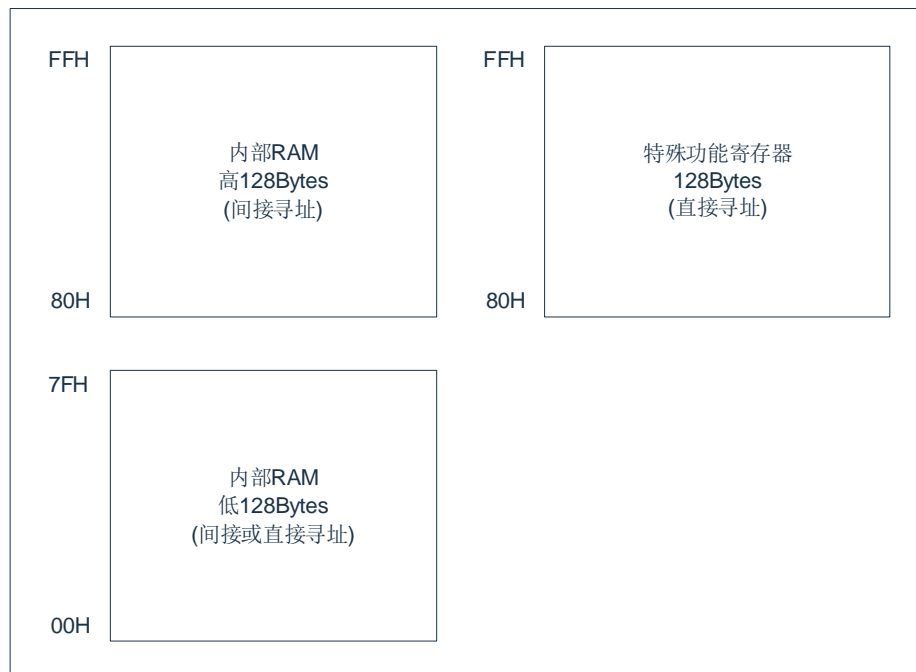 FFH
内部RAM
高128Bytes
(间接寻址)
80H
FFH
特殊功能寄存器
128Bytes
(直接寻址)
80H
7FH
内部RAM
低128Bytes
(间接或直接寻址)
00H